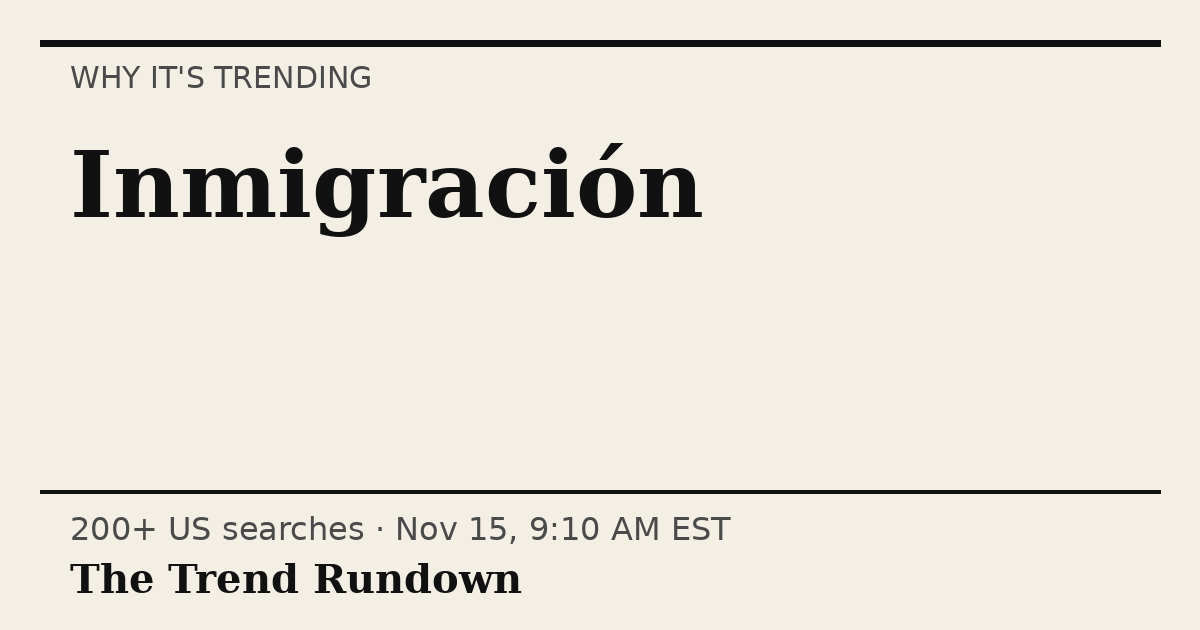 WHY IT'S TRENDING
Inmigración
200+ US searches · Nov 15, 9:10 AM EST
The Trend Rundown